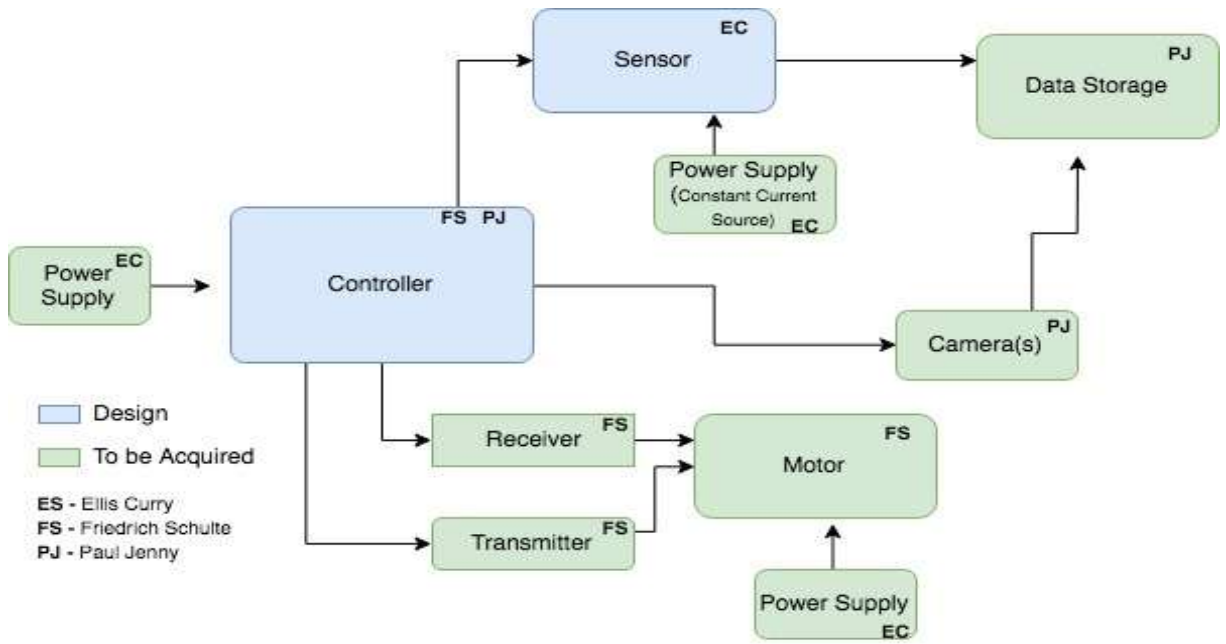 EC
Sensor
PJ
Data Storage
Power Supply
(Constant Current
Source)
EC
FS PJ
Controller
EC
Power
Supply
PJ
Camera(s)
Design
To be Acquired
ES - Ellis Curry
FS - Friedrich Schulte
PJ - Paul Jenny
FS
Receiver
FS
Transmitter
FS
Motor
Power Supply
EC